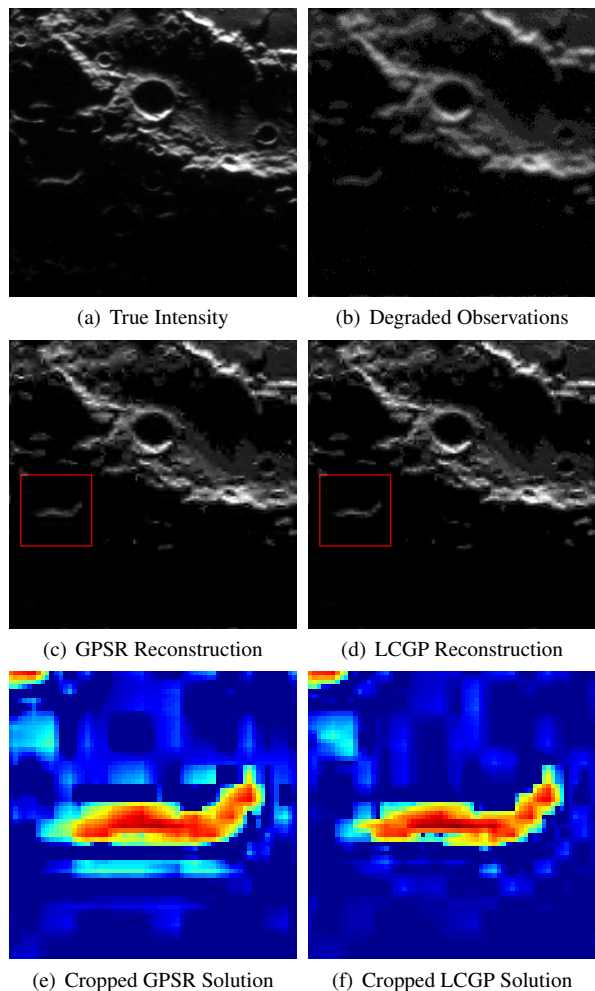 (a) True Intensity
(b) Degraded Observations
(c) GPSR Reconstruction
(d) LCGP Reconstruction
(e) Cropped GPSR Solution
(f) Cropped LCGP Solution